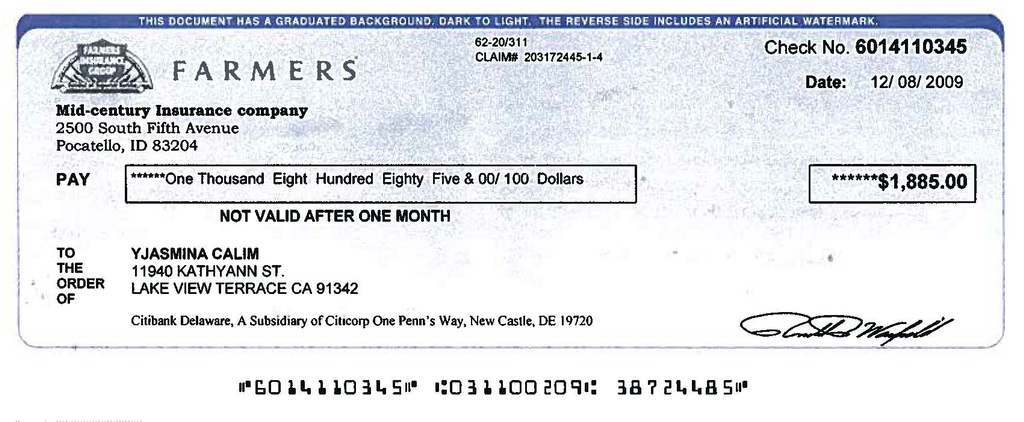 THIS DOCUMENT HAS A GRADUATED BACKGROUND. DARK TO LIGHT. THE REVERSE SIDE INCLUDES AN ARTIFICIAL WATERMARK.
FARMERS
INSURANCE
GROUP
FARMERS
62-20/311
CLAIM# 203172445-1-4
Check No. 6014110345
Date: 12/ 08/ 2009
Mid-century Insurance company
2500 South Fifth Avenue
Pocatello, ID 83204
PAY ******One Thousand Eight Hundred Eighty Five & 00/ 100 Dollars ******$1,885.00
NOT VALID AFTER ONE MONTH
TO THE ORDER OF
YJASMINA CALIM
11940 KATHYANN ST.
LAKE VIEW TERRACE CA 91342
Citibank Delaware, A Subsidiary of Citicorp One Penn's Way, New Castle, DE 19720
⑈6014110345⑈ ⑆031100209⑆ 38724485⑈